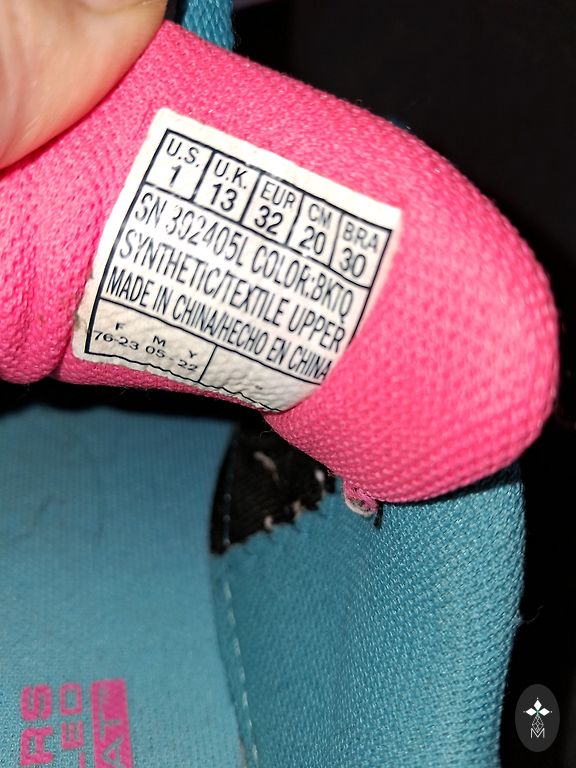 U.S. U.K. EUR CM BRA
1 13 32 20 30
SN 302405L COLOR:BKTQ
SYNTHETIC/TEXTILE UPPER
MADE IN CHINA/HECHO EN CHINA
F M Y
76-23 05-22
M